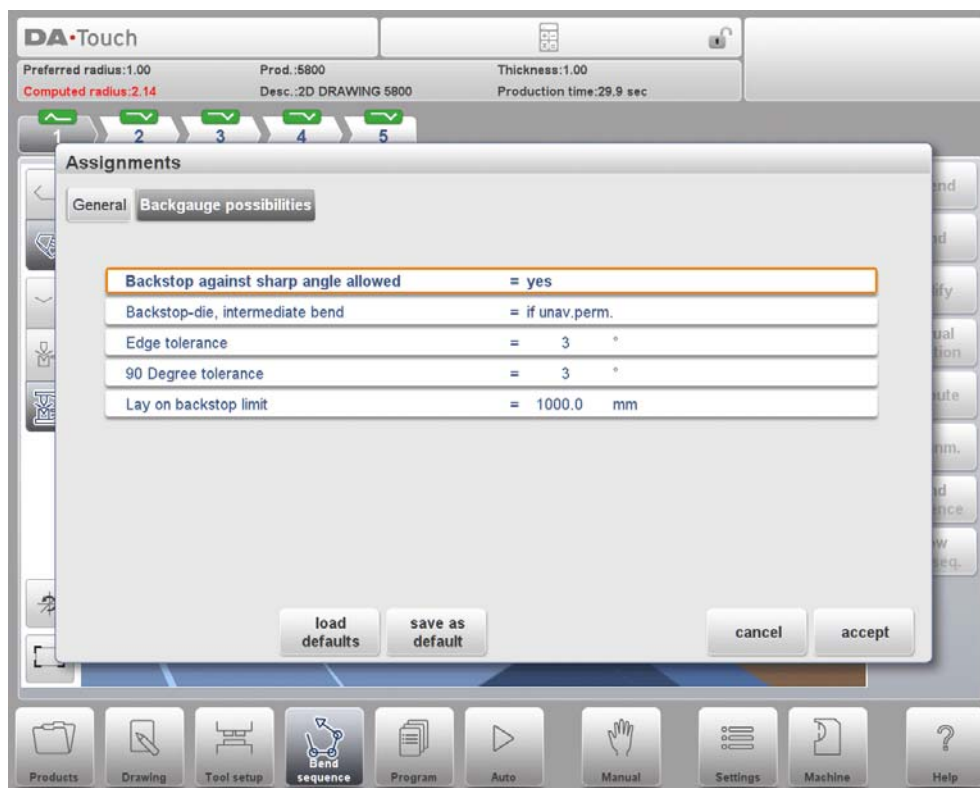 DA·Touch
Preferred radius:1.00 Prod.:5800 Thickness:1.00
Computed radius:2.14 Desc.:2D DRAWING 5800 Production time:29.9 sec
1 2 3 4 5
Assignments
General Backgauge possibilities
Backstop against sharp angle allowed = yes
Backstop-die, intermediate bend = if unav.perm.
Edge tolerance = 3 °
90 Degree tolerance = 3 °
Lay on backstop limit = 1000.0 mm
load defaults save as default cancel accept
Products Drawing Tool setup Bend sequence Program Auto Manual Settings Machine Help